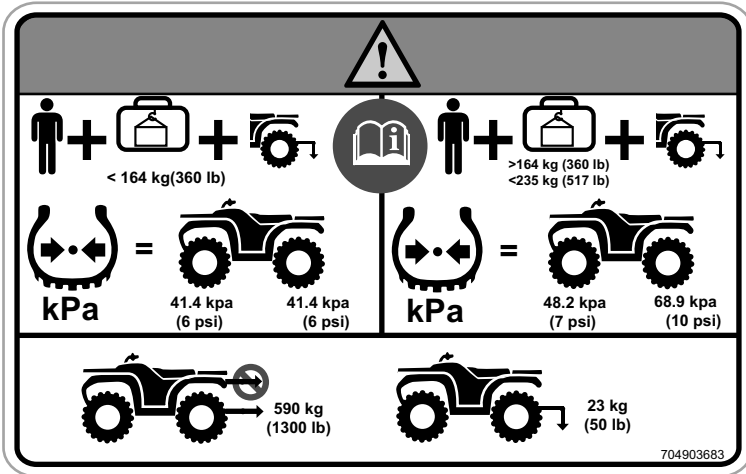 !
i
< 164 kg(360 lb)
>164 kg (360 lb)
<235 kg (517 lb)
kPa
=
41.4 kpa
(6 psi)
41.4 kpa
(6 psi)
kPa
=
48.2 kpa
(7 psi)
68.9 kpa
(10 psi)
590 kg
(1300 lb)
23 kg
(50 lb)
704903683